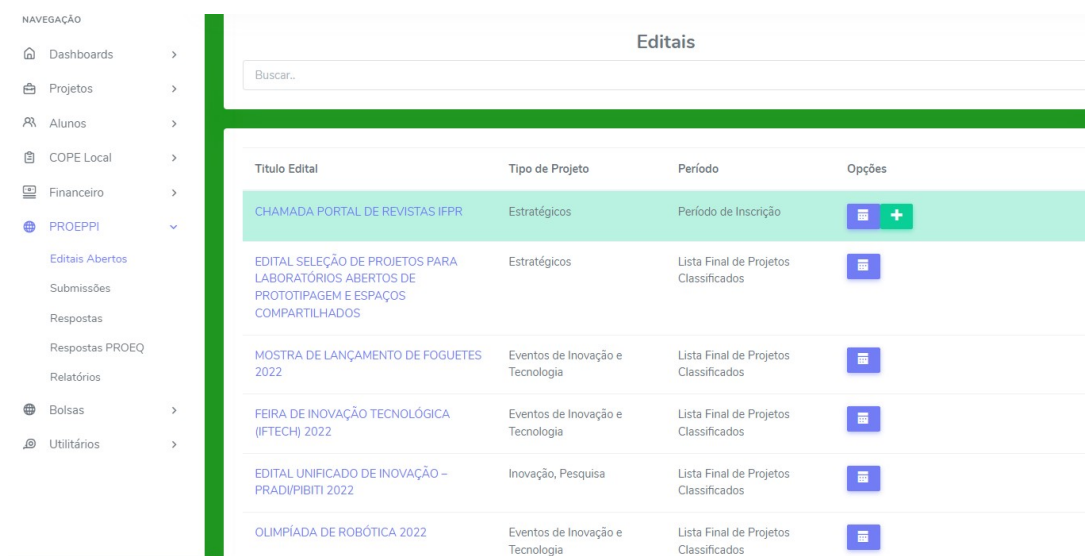 NAVEGAÇÃO
Dashboards
Projetos
Alunos
COPE Local
Financeiro
PROEPPI
Editais Abertos
Submissões
Respostas
Respostas PROEQ
Relatórios
Bolsas
Utilitários
Editais
Buscar..
Titulo Edital Tipo de Projeto Período Opções
CHAMADA PORTAL DE REVISTAS IFPR Estratégicos Período de Inscrição
EDITAL SELEÇÃO DE PROJETOS PARA Estratégicos Lista Final de Projetos
LABORATÓRIOS ABERTOS DE Classificados
PROTOTIPAGEM E ESPAÇOS
COMPARTILHADOS
MOSTRA DE LANÇAMENTO DE FOGUETES Eventos de Inovação e Lista Final de Projetos
2022 Tecnologia Classificados
FEIRA DE INOVAÇÃO TECNOLÓGICA Eventos de Inovação e Lista Final de Projetos
(IFTECH) 2022 Tecnologia Classificados
EDITAL UNIFICADO DE INOVAÇÃO – Inovação, Pesquisa Lista Final de Projetos
PRADI/PIBITI 2022 Classificados
OLIMPÍADA DE ROBÓTICA 2022 Eventos de Inovação e Lista Final de Projetos
Tecnologia Classificados